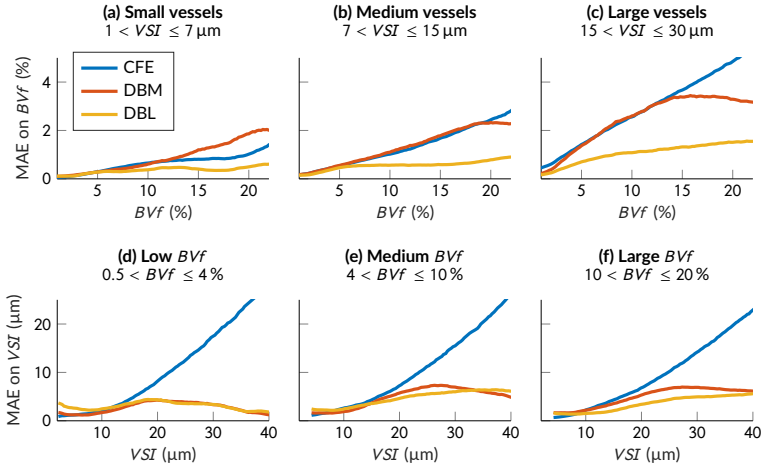 (a) Small vessels
1 < VSI ≤ 7 μm
(b) Medium vessels
7 < VSI ≤ 15 μm
(c) Large vessels
15 < VSI ≤ 30 μm
MAE on BVf (%)
4
2
0
CFE
DBM
DBL
5 10 15 20
BVf (%)
5 10 15 20
BVf (%)
5 10 15 20
BVf (%)
(d) Low BVf
0.5 < BVf ≤ 4 %
(e) Medium BVf
4 < BVf ≤ 10 %
(f) Large BVf
10 < BVf ≤ 20 %
MAE on VSI (μm)
20
10
0
10 20 30 40
VSI (μm)
10 20 30 40
VSI (μm)
10 20 30 40
VSI (μm)